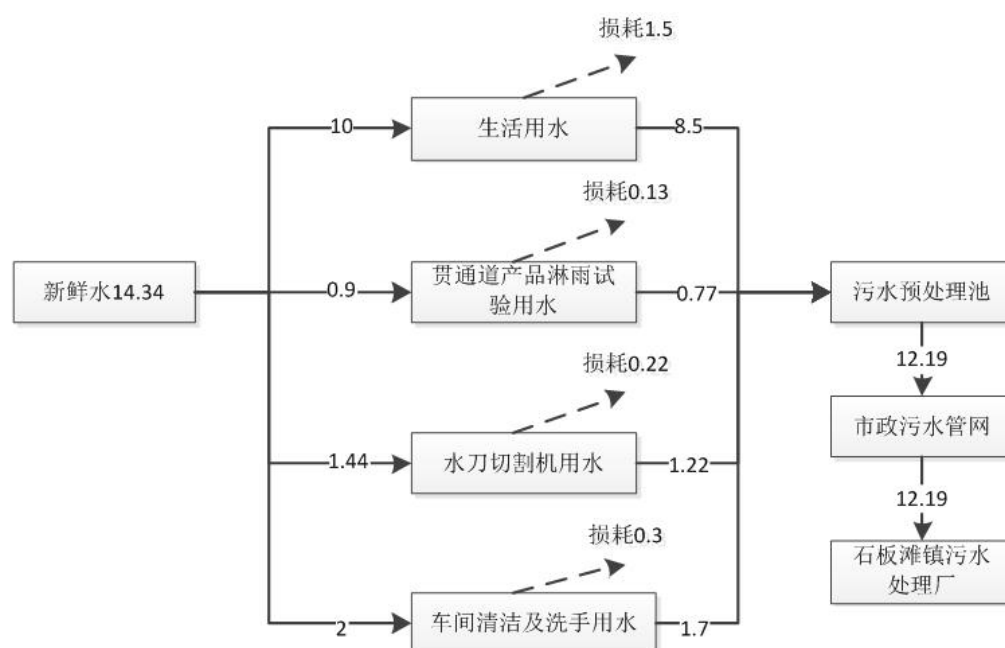 损耗1.5
10
生活用水
8.5
损耗0.13
新鲜水14.34
0.9
贯通道产品淋雨试
验用水
0.77
污水预处理池
12.19
损耗0.22
市政污水管网
1.44
水刀切割机用水
1.22
12.19
损耗0.3
石板滩镇污水
处理厂
2
车间清洁及洗手用水
1.7